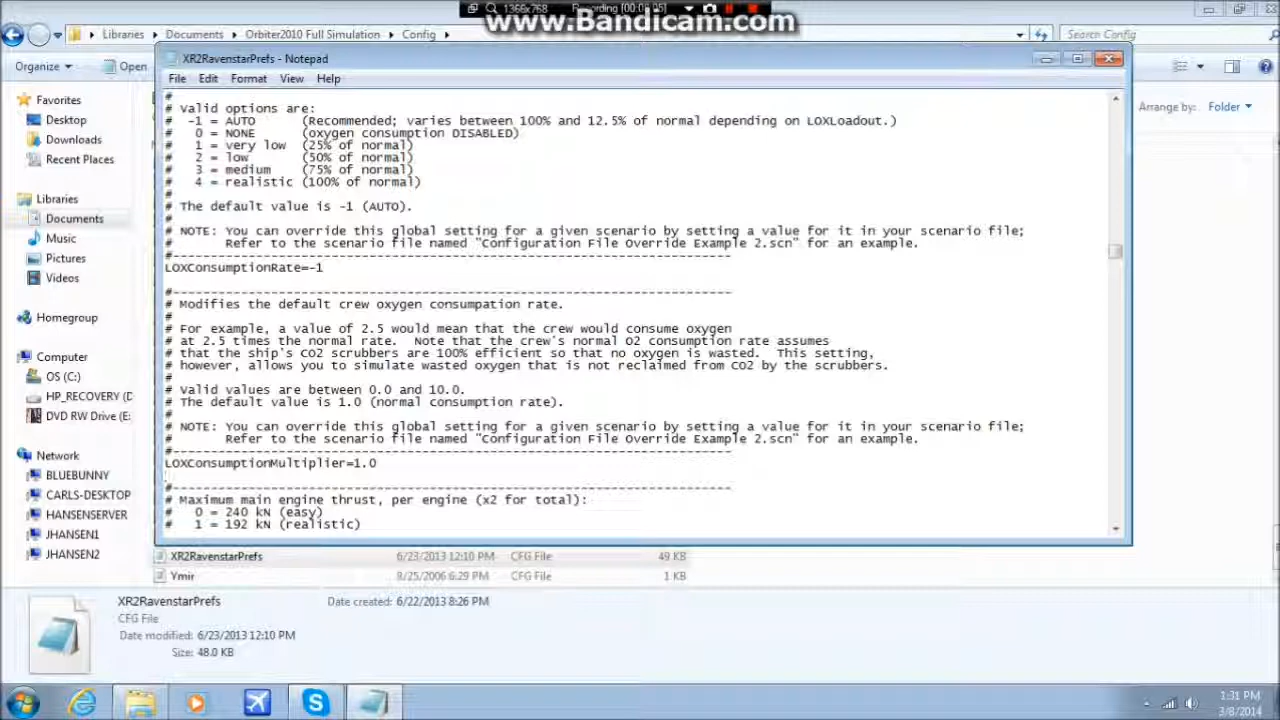 1366x768
Recording [00:06:05]
www.Bandicam.com
Libraries
Documents
Orbiter2010 Full Simulation
Config
Search Config
Organize
Open
Arrange by: Folder
Favorites
Desktop
Downloads
Recent Places
Libraries
Documents
Music
Pictures
Videos
Homegroup
Computer
OS (C:)
HP_RECOVERY (D
DVD RW Drive (E:
Network
BLUEBUNNY
CARLS-DESKTOP
HANSENSERVER
JHANSEN1
JHANSEN2
XR2RavenstarPrefs - Notepad
File Edit Format View Help
#
# Valid options are:
# -1 = AUTO (Recommended; varies between 100% and 12.5% of normal depending on LOXLoadout.)
# 0 = NONE (oxygen consumption DISABLED)
# 1 = very low (25% of normal)
# 2 = low (50% of normal)
# 3 = medium (75% of normal)
# 4 = realistic (100% of normal)
#
# The default value is -1 (AUTO).
#
# NOTE: You can override this global setting for a given scenario by setting a value for it in your scenario file;
# Refer to the scenario file named "Configuration File Override Example 2.scn" for an example.
#---------------------------------------------------------------------------
LOXConsumptionRate=-1
#---------------------------------------------------------------------------
# Modifies the default crew oxygen consumpation rate.
#
# For example, a value of 2.5 would mean that the crew would consume oxygen
# at 2.5 times the normal rate. Note that the crew's normal O2 consumption rate assumes
# that the ship's CO2 scrubbers are 100% efficient so that no oxygen is wasted. This setting,
# however, allows you to simulate wasted oxygen that is not reclaimed from CO2 by the scrubbers.
#
# Valid values are between 0.0 and 10.0.
# The default value is 1.0 (normal consumption rate).
#
# NOTE: You can override this global setting for a given scenario by setting a value for it in your scenario file;
# Refer to the scenario file named "Configuration File Override Example 2.scn" for an example.
#---------------------------------------------------------------------------
LOXConsumptionMultiplier=1.0
#---------------------------------------------------------------------------
# Maximum main engine thrust, per engine (x2 for total):
# 0 = 240 kN (easy)
# 1 = 192 kN (realistic)
XR2RavenstarPrefs 6/23/2013 12:10 PM CFG File 49 KB
Ymir 8/25/2006 6:29 PM CFG File 1 KB
XR2RavenstarPrefs Date created: 6/22/2013 8:26 PM
CFG File
Date modified: 6/23/2013 12:10 PM
Size: 48.0 KB
1:31 PM
3/8/2014